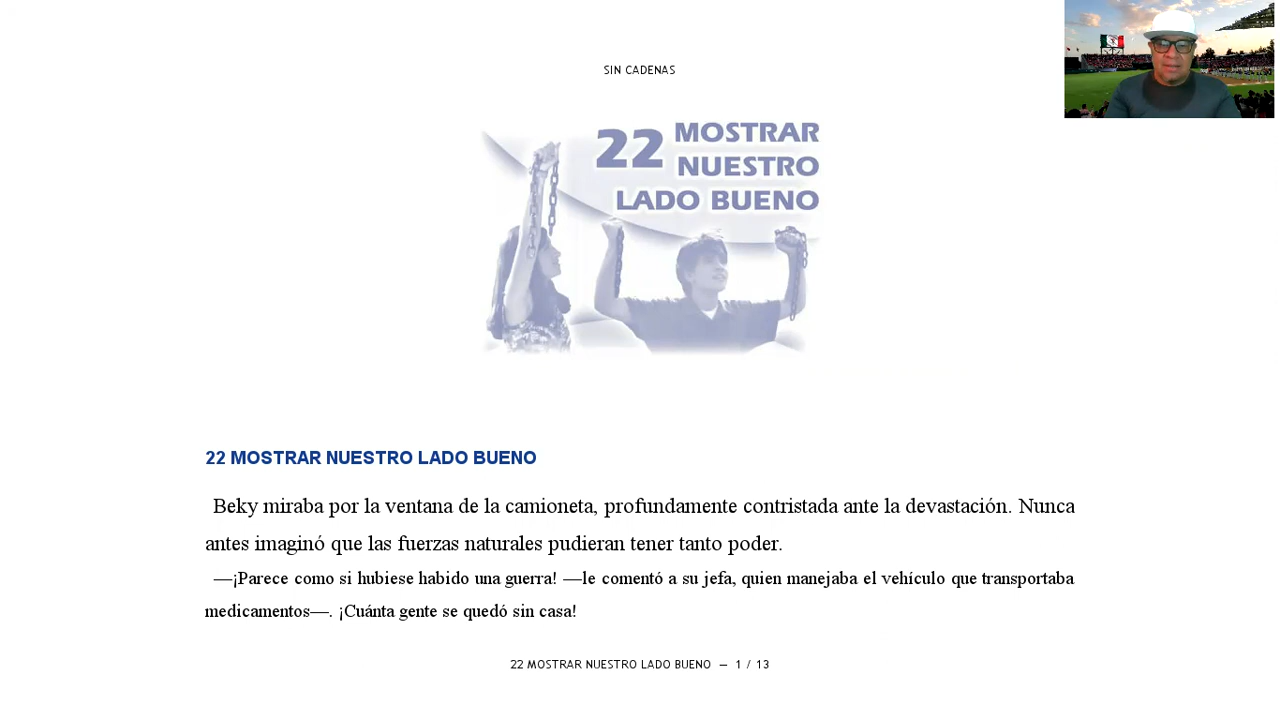 SIN CADENAS
22 MOSTRAR
NUESTRO
LADO BUENO
22 MOSTRAR NUESTRO LADO BUENO
Beky miraba por la ventana de la camioneta, profundamente contristada ante la devastación. Nunca
antes imaginó que las fuerzas naturales pudieran tener tanto poder.
—¡Parece como si hubiese habido una guerra! —le comentó a su jefa, quien manejaba el vehículo que transportaba
medicamentos—. ¡Cuánta gente se quedó sin casa!
22 MOSTRAR NUESTRO LADO BUENO – 1 / 13